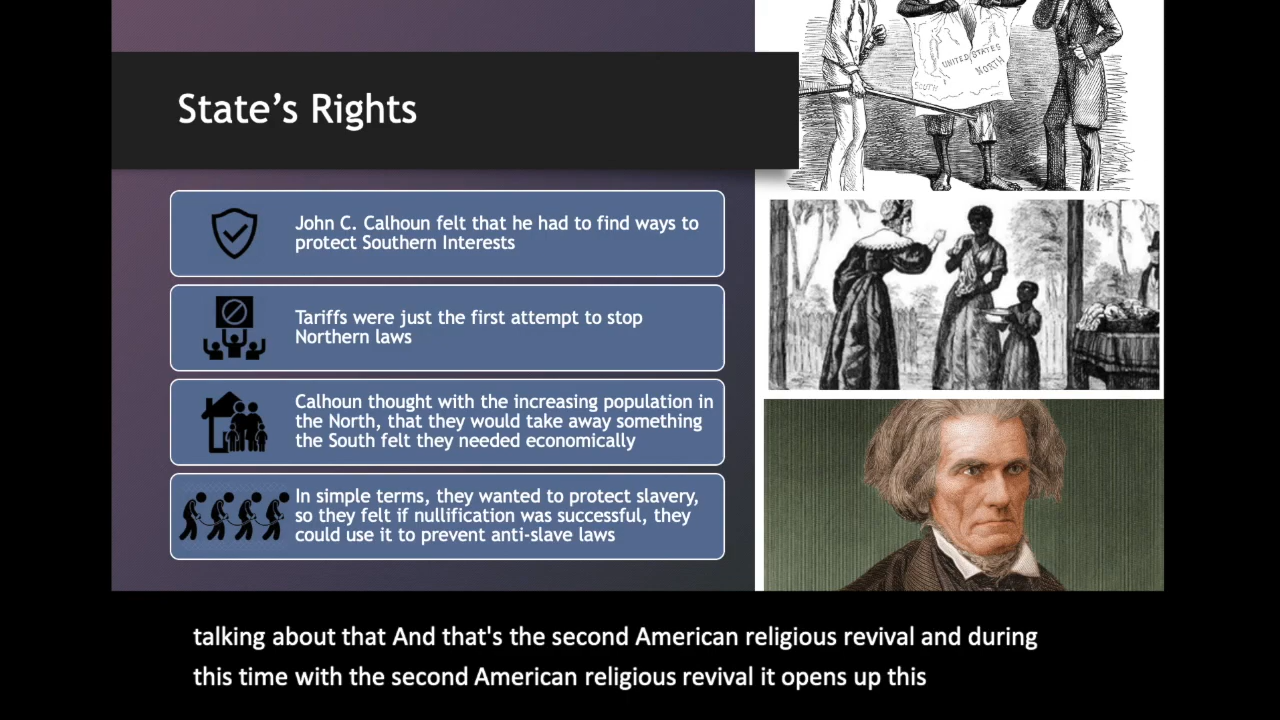 State's Rights
UNITED STATES
NORTH
SOUTH
John C. Calhoun felt that he had to find ways to
protect Southern Interests
Tariffs were just the first attempt to stop
Northern laws
Calhoun thought with the increasing population in
the North, that they would take away something
the South felt they needed economically
In simple terms, they wanted to protect slavery,
so they felt if nullification was successful, they
could use it to prevent anti-slave laws
talking about that And that's the second American religious revival and during
this time with the second American religious revival it opens up this